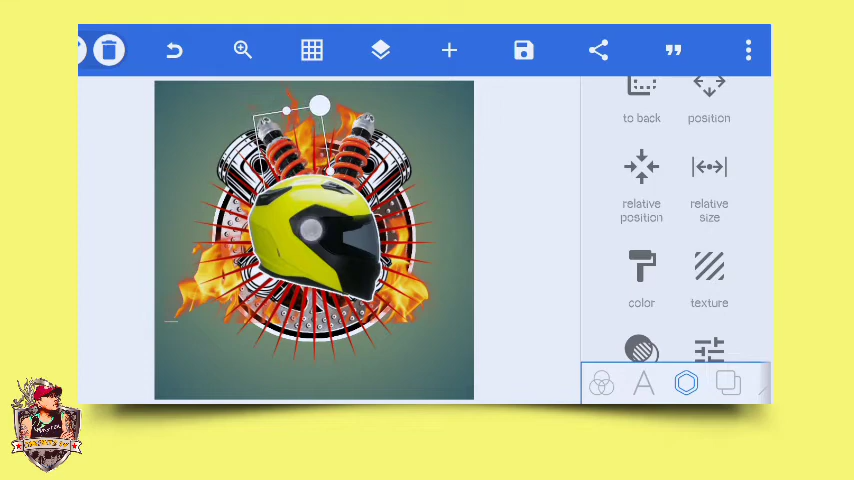 to back
position
relative
position
relative
size
color
texture